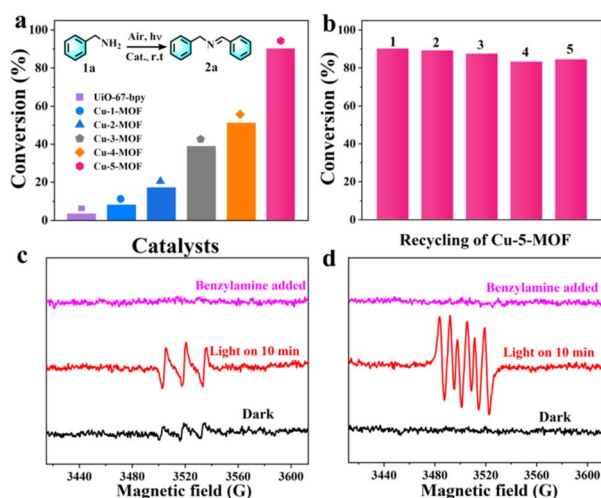 a
Conversion (%)
100
80
60
40
20
0
NH2
1a
Air, hν
Cat., r.t
N
2a
UiO-67-bpy
Cu-1-MOF
Cu-2-MOF
Cu-3-MOF
Cu-4-MOF
Cu-5-MOF
Catalysts
b
Conversion (%)
100
80
60
40
20
0
1 2 3 4 5
Recycling of Cu-5-MOF
c
Benzylamine added
Light on 10 min
Dark
3440 3480 3520 3560 3600
Magnetic field (G)
d
Benzylamine added
Light on 10 min
Dark
3440 3480 3520 3560 3600
Magnetic field (G)